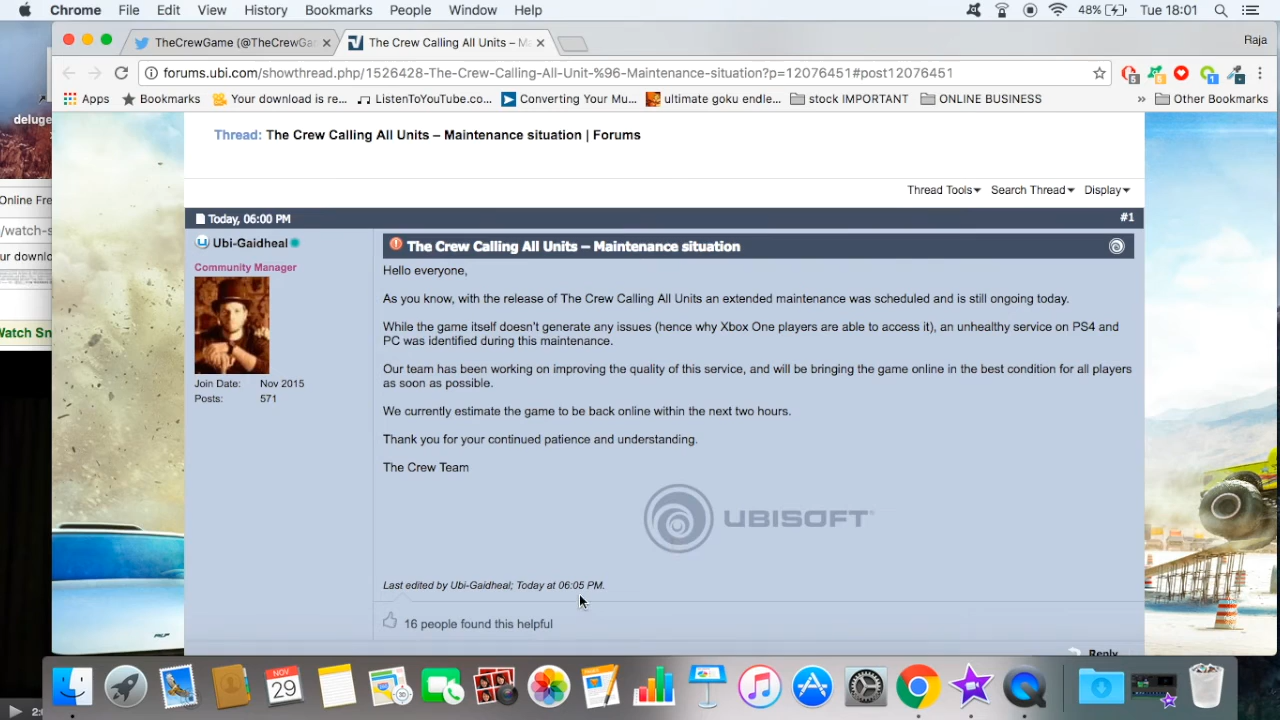 Chrome File Edit View History Bookmarks People Window Help 48% Tue 18:01
TheCrewGame (@TheCrewGa
The Crew Calling All Units – M
Raja
forums.ubi.com/showthread.php/1526428-The-Crew-Calling-All-Unit-%96-Maintenance-situation?p=12076451#post12076451
Apps Bookmarks Your download is re... ListenToYouTube.co... Converting Your Mu... ultimate goku endle... stock IMPORTANT ONLINE BUSINESS » Other Bookmarks
deluge
Online Fre
/watch-s
our downlo
Watch Sn
Thread: The Crew Calling All Units – Maintenance situation | Forums
Thread Tools Search Thread Display
Today, 06:00 PM #1
Ubi-Gaidheal
Community Manager
Join Date: Nov 2015
Posts: 571
The Crew Calling All Units – Maintenance situation
Hello everyone,
As you know, with the release of The Crew Calling All Units an extended maintenance was scheduled and is still ongoing today.
While the game itself doesn't generate any issues (hence why Xbox One players are able to access it), an unhealthy service on PS4 and
PC was identified during this maintenance.
Our team has been working on improving the quality of this service, and will be bringing the game online in the best condition for all players
as soon as possible.
We currently estimate the game to be back online within the next two hours.
Thank you for your continued patience and understanding.
The Crew Team
UBISOFT
Last edited by Ubi-Gaidheal; Today at 06:05 PM.
16 people found this helpful
Reply
NOV
29